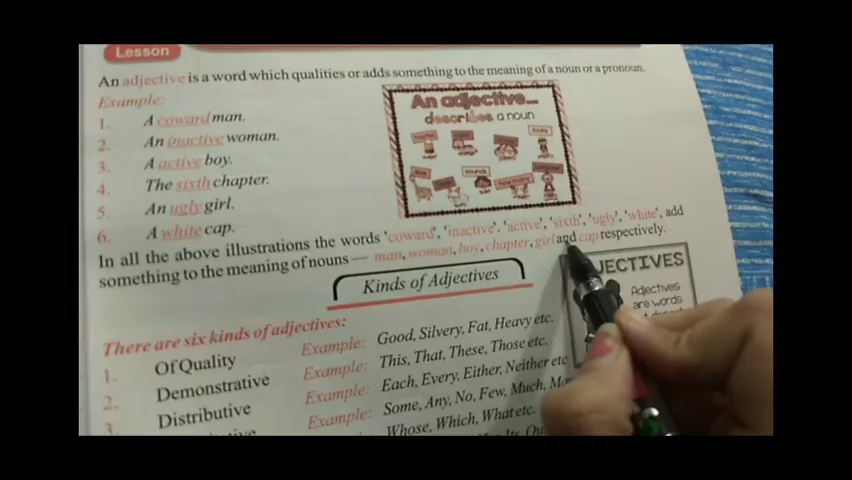 Lesson
An adjective is a word which qualities or adds something to the meaning of a noun or a pronoun.
Example:
1. A coward man.
2. An inactive woman.
3. A active boy.
4. The sixth chapter.
5. An ugly girl.
6. A white cap.
An adjective...
describes a noun
sounds
In all the above illustrations the words 'coward', 'inactive'. 'active', 'sixth', 'ugly', 'white', add
something to the meaning of nouns — man, woman, boy, chapter, girl and cap respectively.
Kinds of Adjectives
JECTIVES
Adjectives
are words
There are six kinds of adjectives:
1. Of Quality Example: Good, Silvery, Fat, Heavy etc.
2. Demonstrative Example: This, That, These, Those etc.
3. Distributive Example: Each, Every, Either, Neither etc
Example: Some, Any, No, Few, Much,
Example: Whose, Which, What etc.